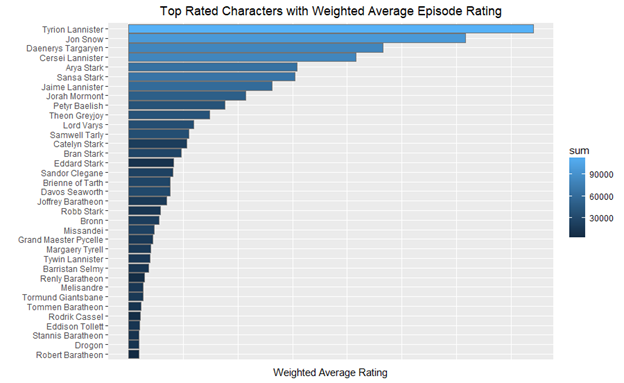 Top Rated Characters with Weighted Average Episode Rating
Tyrion Lannister
Jon Snow
Daenerys Targaryen
Cersei Lannister
Arya Stark
Sansa Stark
Jaime Lannister
Jorah Mormont
Petyr Baelish
Theon Greyjoy
Lord Varys
Samwell Tarly
Catelyn Stark
Bran Stark
Eddard Stark
Sandor Clegane
Brienne of Tarth
Davos Seaworth
Joffrey Baratheon
Robb Stark
Bronn
Missandei
Grand Maester Pycelle
Margaery Tyrell
Tywin Lannister
Barristan Selmy
Renly Baratheon
Melisandre
Tormund Giantsbane
Tommen Baratheon
Rodrik Cassel
Eddison Tollett
Stannis Baratheon
Drogon
Robert Baratheon
Weighted Average Rating
sum
90000
60000
30000